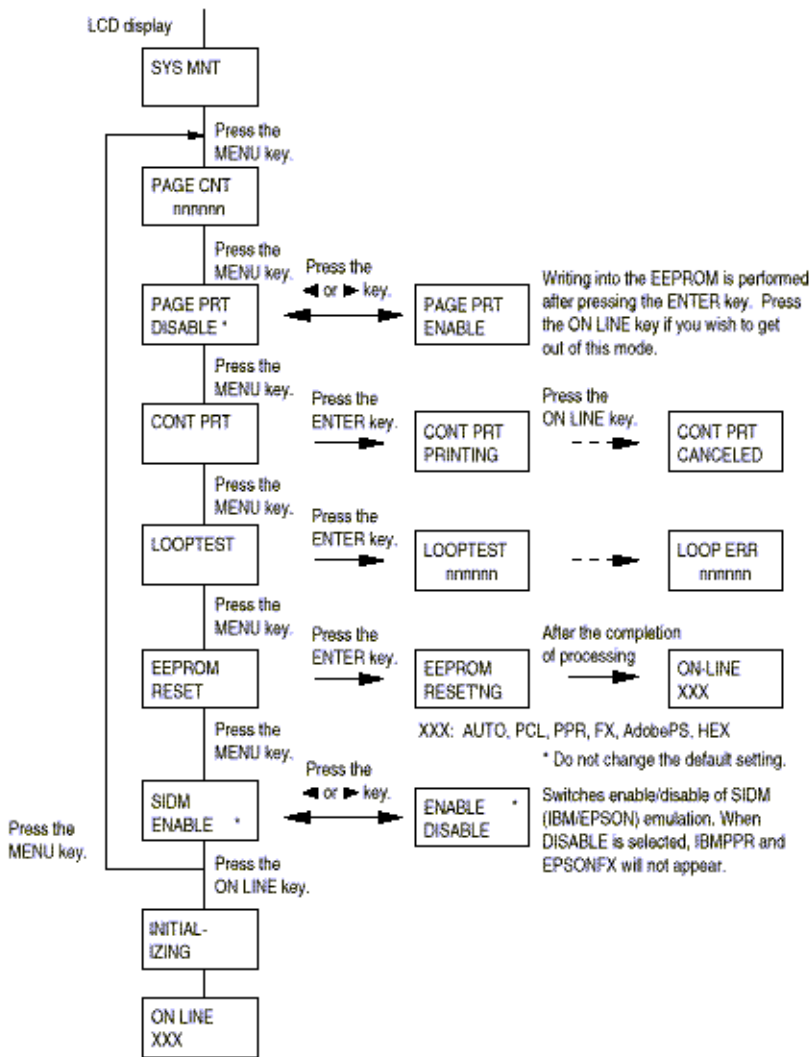 LCD display
SYS MNT
Press the
MENU key.
PAGE CNT
nnnnnn
Press the
MENU key.
Press the
◄ or ► key.
PAGE PRT
DISABLE *
PAGE PRT
ENABLE
Writing into the EEPROM is performed
after pressing the ENTER key. Press
the ON LINE key if you wish to get
out of this mode.
Press the
MENU key.
CONT PRT
Press the
ENTER key.
CONT PRT
PRINTING
Press the
ON LINE key.
CONT PRT
CANCELED
Press the
MENU key.
LOOPTEST
Press the
ENTER key.
LOOPTEST
nnnnnn
LOOP ERR
nnnnnn
Press the
MENU key.
EEPROM
RESET
Press the
ENTER key.
EEPROM
RESET'NG
After the completion
of processing
ON-LINE
XXX
XXX: AUTO, PCL, PPR, FX, AdobePS, HEX
* Do not change the default setting.
Press the
MENU key.
SIDM
ENABLE *
Press the
◄ or ► key.
ENABLE *
DISABLE
Switches enable/disable of SIDM
(IBM/EPSON) emulation. When
DISABLE is selected, IBMPPR and
EPSONFX will not appear.
Press the
MENU key.
Press the
ON LINE key.
INITIAL-
IZING
ON LINE
XXX